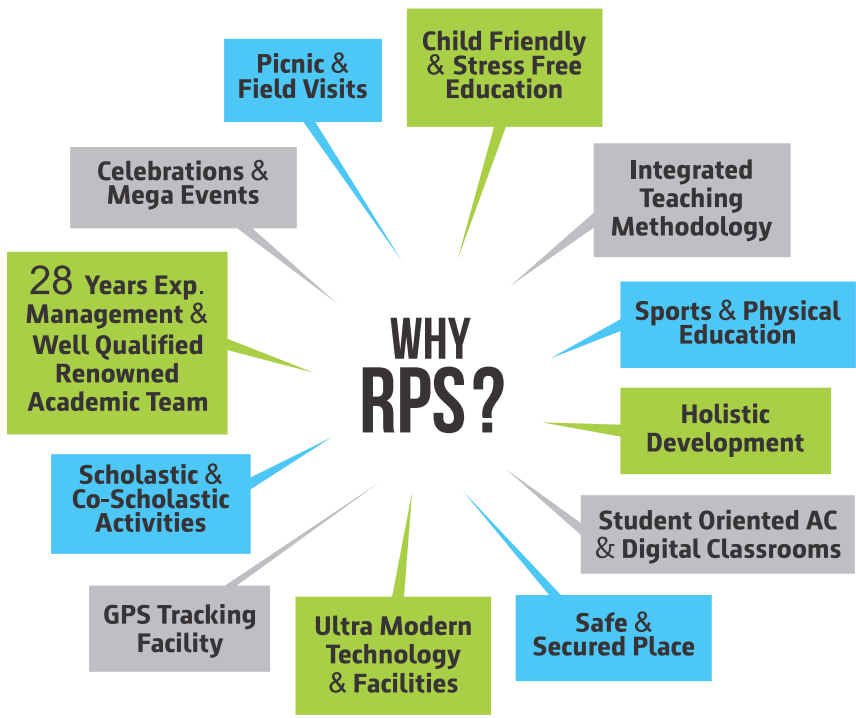 Child Friendly
& Stress Free
Education
Picnic &
Field Visits
Integrated
Teaching
Methodology
Celebrations &
Mega Events
28 Years Exp.
Management &
Well Qualified
Renowned
Academic Team
Sports & Physical
Education
WHY
RPS?
Holistic
Development
Scholastic &
Co-Scholastic
Activities
Student Oriented AC
& Digital Classrooms
GPS Tracking
Facility
Ultra Modern
Technology
& Facilities
Safe &
Secured Place